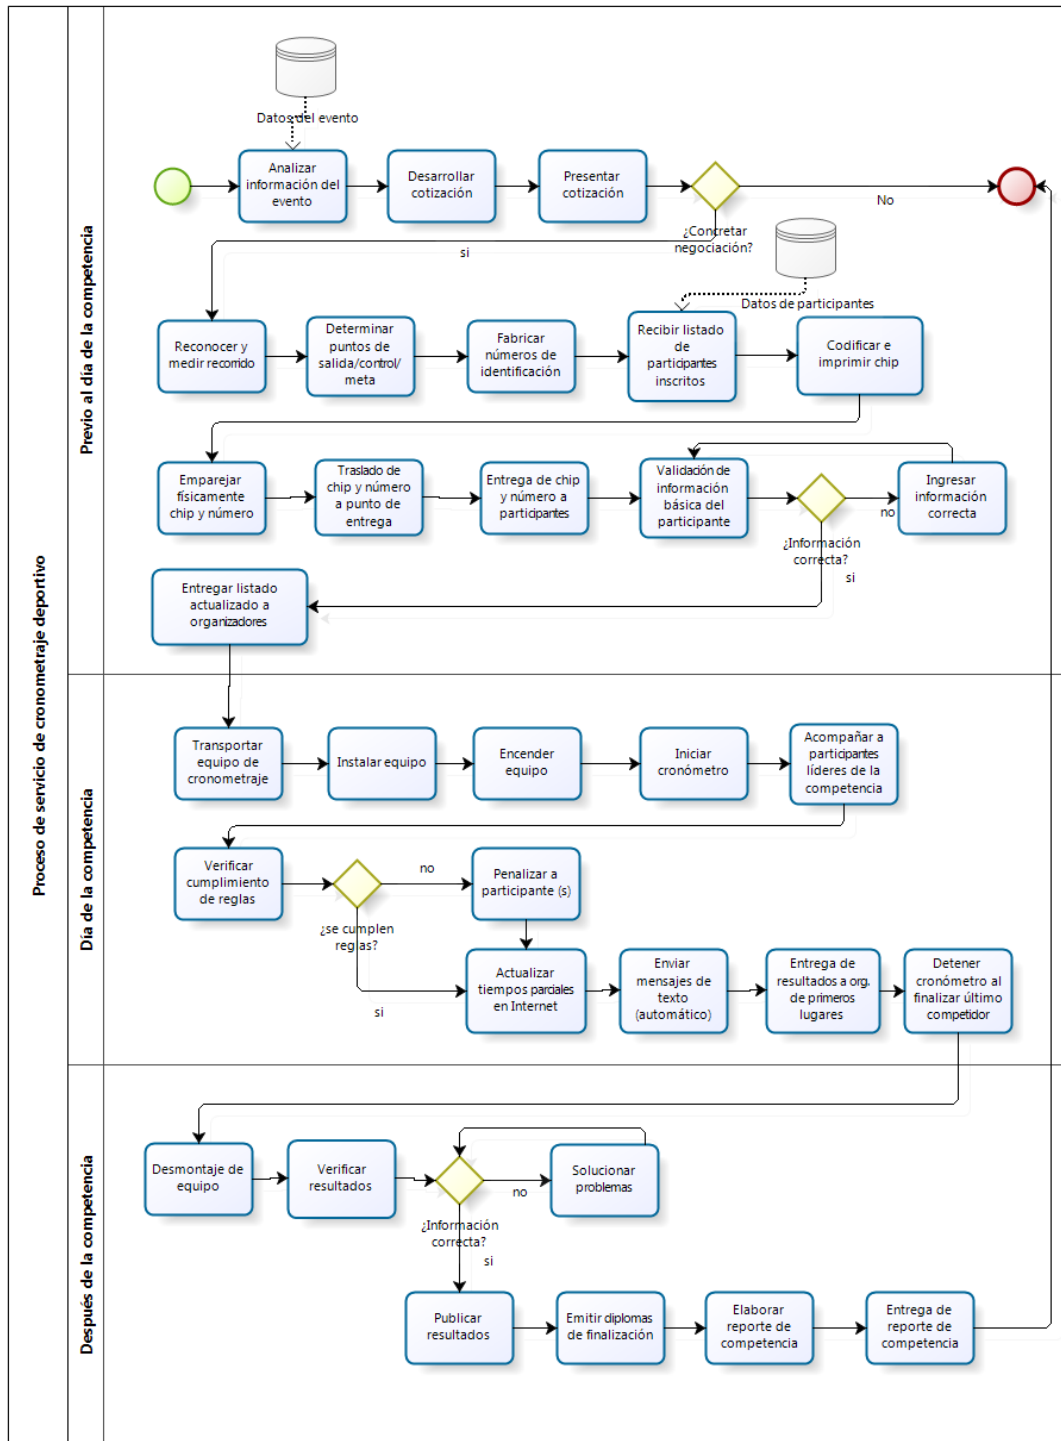 Proceso de servicio de cronometraje deportivo
Previo al día de la competencia
Datos del evento
Analizar
información del
evento
Desarrollar
cotización
Presentar
cotización
¿Concretar
negociación?
No
si
Datos de participantes
Reconocer y
medir recorrido
Determinar
puntos de
salida/control/
meta
Fabricar
números de
identificación
Recibir listado
de
participantes
inscritos
Codificar e
imprimir chip
Emparejar
físicamente
chip y número
Traslado de
chip y número
a punto de
entrega
Entrega de chip
y número a
participantes
Validación de
información
básica del
participante
¿Información
correcta?
no
si
Ingresar
información
correcta
Entregar listado
actualizado a
organizadores
Día de la competencia
Transportar
equipo de
cronometraje
Instalar equipo
Encender
equipo
Iniciar
cronómetro
Acompañar a
participantes
líderes de la
competencia
Verificar
cumplimiento
de reglas
¿se cumplen
reglas?
no
si
Penalizar a
participante (s)
Actualizar
tiempos parciales
en Internet
Enviar
mensajes de
texto
(automático)
Entrega de
resultados a org.
de primeros
lugares
Detener
cronómetro al
finalizar último
competidor
Después de la competencia
Desmontaje de
equipo
Verificar
resultados
¿Información
correcta?
no
si
Solucionar
problemas
Publicar
resultados
Emitir diplomas
de finalización
Elaborar
reporte de
competencia
Entrega de
reporte de
competencia